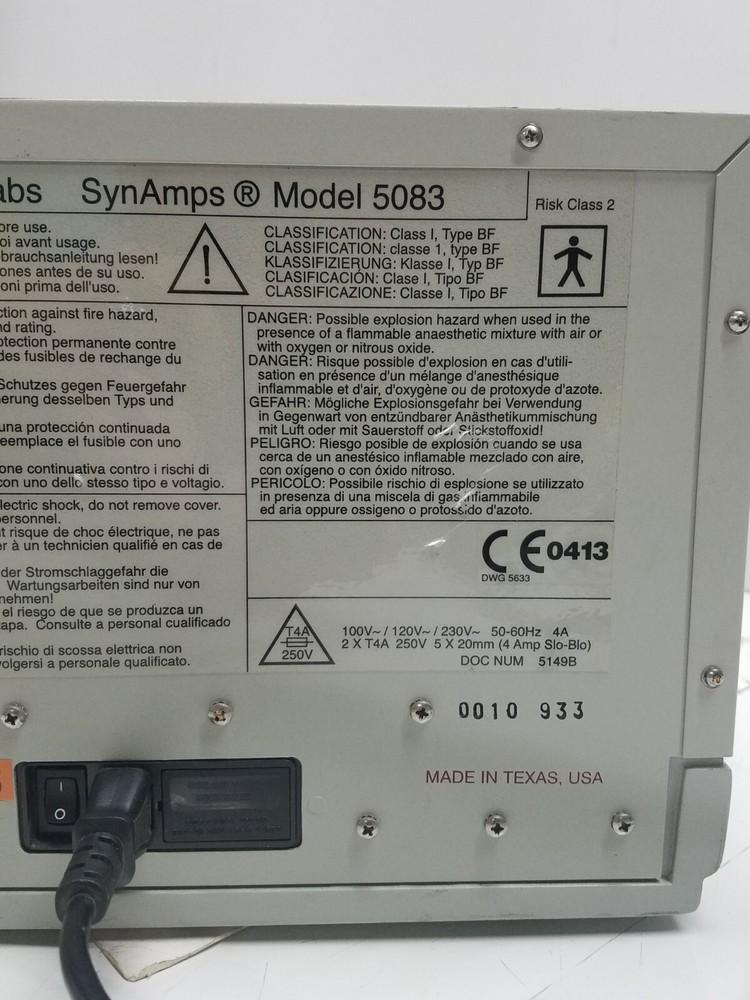 abs SynAmps ® Model 5083
Risk Class 2
ore use.
oi avant usage.
brauchsanleitung lesen!
ones antes de su uso.
oni prima dell'uso.
CLASSIFICATION: Class I, Type BF
CLASSIFICATION: classe 1, type BF
KLASSIFIZIERUNG: Klasse I, Typ BF
CLASIFICACIÓN: Clase I, Tipo BF
CLASSIFICAZIONE: Classe I, Tipo BF
ction against fire hazard,
nd rating.
otection permanente contre
des fusibles de rechange du
Schutzes gegen Feuergefahr
herung desselben Typs und
una protección continuada
eemplace el fusible con uno
one continuativa contro i rischi di
con uno dello stesso tipo e voltagio.
DANGER: Possible explosion hazard when used in the
presence of a flammable anaesthetic mixture with air or
with oxygen or nitrous oxide.
DANGER: Risque possible d'explosion en cas d'utili-
sation en présence d'un mélange d'anesthésique
inflammable et d'air, d'oxygène ou de protoxyde d'azote.
GEFAHR: Mögliche Explosionsgefahr bei Verwendung
in Gegenwart von entzündbarer Anästhetikummischung
mit Luft oder mit Sauerstoff oder Stickstoffoxid!
PELIGRO: Riesgo posible de explosión cuando se usa
cerca de un anestésico inflamable mezclado con aire,
con oxígeno o con óxido nitroso.
PERICOLO: Possibile rischio di esplosione se utilizzato
in presenza di una miscela di gas infiammabile
ed aria oppure ossigeno o protossido d'azoto.
lectric shock, do not remove cover.
personnel.
t risque de choc électrique, ne pas
er à un technicien qualifié en cas de
der Stromschlaggefahr die
Wartungsarbeiten sind nur von
nehmen!
el riesgo de que se produzca un
apa. Consulte a personal cualificado
rischio di scossa elettrica non
volgersi a personale qualificato.
CE 0413
DWG 5633
T4A
250V
100V~ / 120V~ / 230V~ 50-60Hz 4A
2 X T4A 250V 5 X 20mm (4 Amp Slo-Blo)
DOC NUM 5149B
0010 933
MADE IN TEXAS, USA